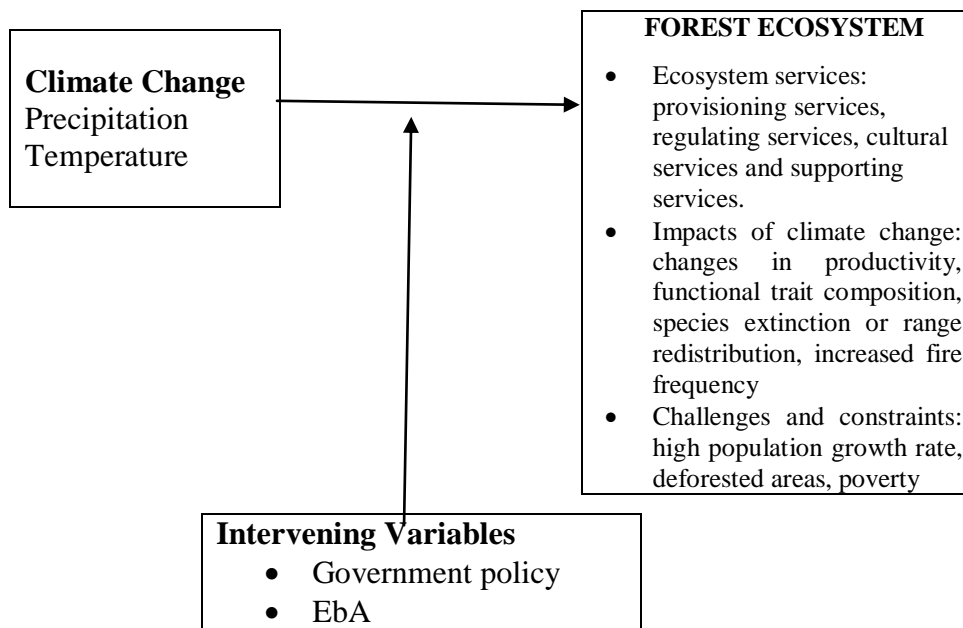 Climate Change
Precipitation
Temperature
FOREST ECOSYSTEM
• Ecosystem services:
provisioning services,
regulating services, cultural
services and supporting
services.
• Impacts of climate change:
changes in productivity,
functional trait composition,
species extinction or range
redistribution, increased fire
frequency
• Challenges and constraints:
high population growth rate,
deforested areas, poverty
Intervening Variables
• Government policy
• EbA